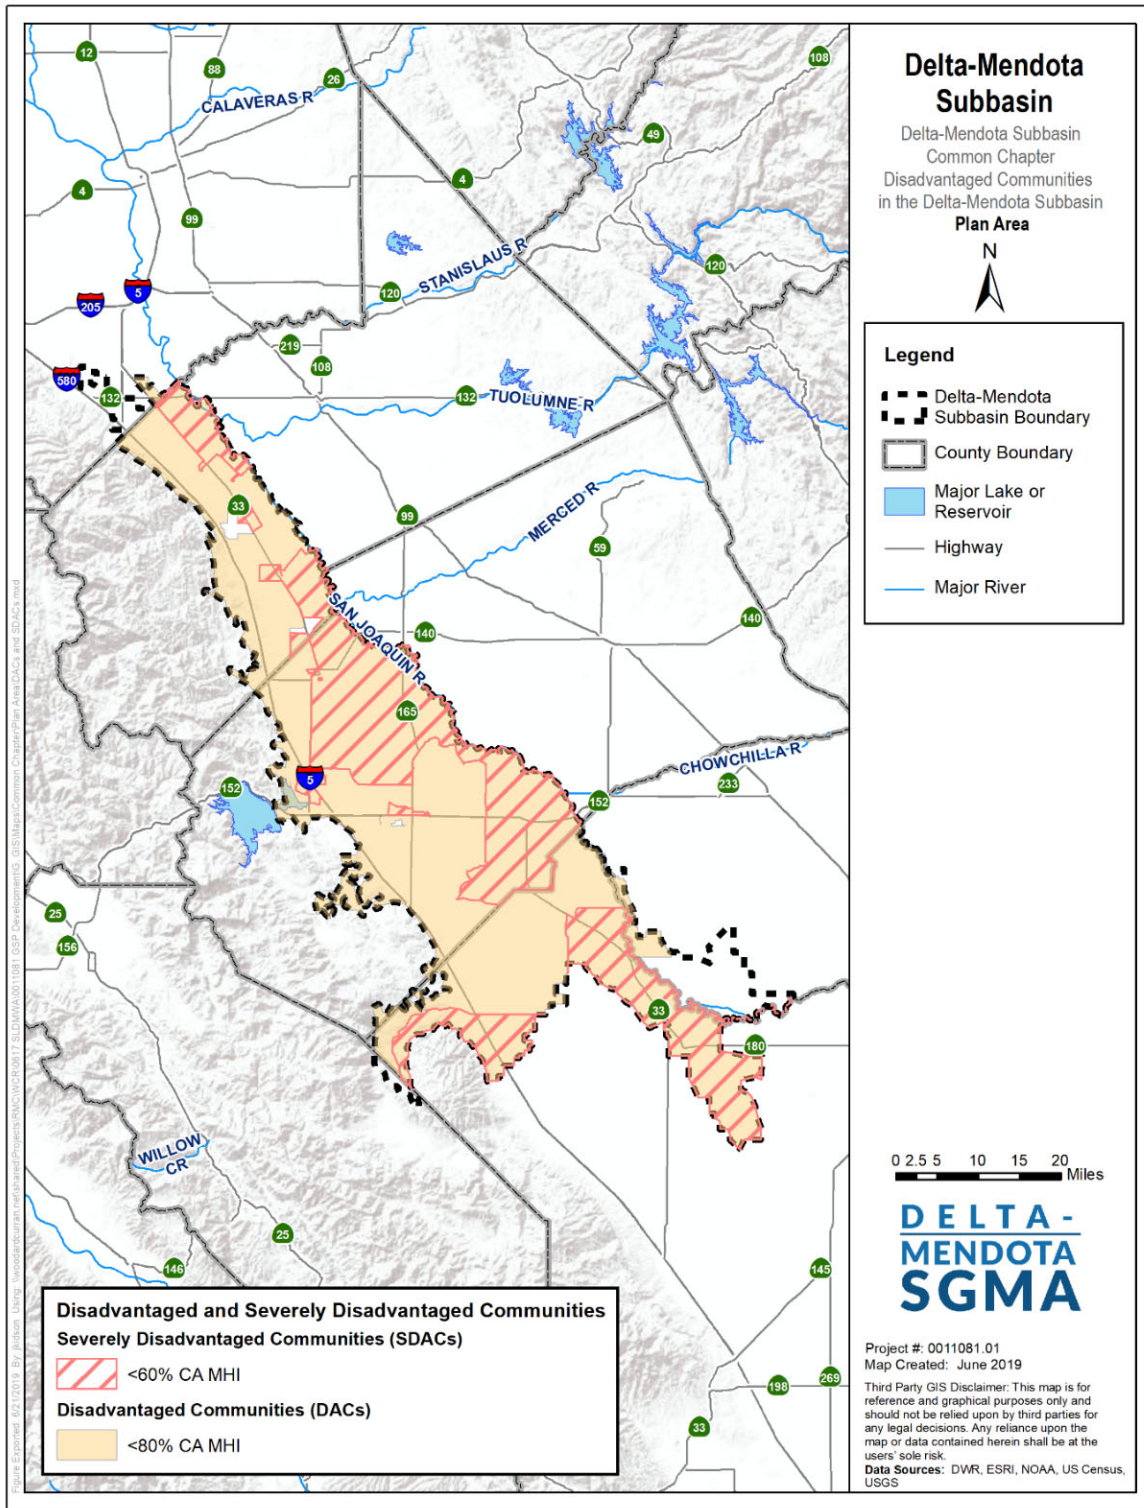 Delta-Mendota
Subbasin
Delta-Mendota Subbasin
Common Chapter
Disadvantaged Communities
in the Delta-Mendota Subbasin
Plan Area
N
Legend
Delta-Mendota
Subbasin Boundary
County Boundary
Major Lake or
Reservoir
Highway
Major River
12
88
26
108
CALAVERAS R
49
4
4
99
STANISLAUS R
120
5
205
120
219
108
580
132
132
TUOLUMNE R
33
99
MERCED R
59
SAN JOAQUIN R
140
140
165
5
152
CHOWCHILLA R
233
152
25
156
33
180
WILLOW
CR
25
146
145
198
269
33
0 2.5 5 10 15 20
Miles
DELTA-
MENDOTA
SGMA
Disadvantaged and Severely Disadvantaged Communities
Severely Disadvantaged Communities (SDACs)
<60% CA MHI
Disadvantaged Communities (DACs)
<80% CA MHI
Project #: 0011081.01
Map Created: June 2019
Third Party GIS Disclaimer: This map is for
reference and graphical purposes only and
should not be relied upon by third parties for
any legal decisions. Any reliance upon the
map or data contained herein shall be at the
users' sole risk.
Data Sources: DWR, ESRI, NOAA, US Census,
USGS